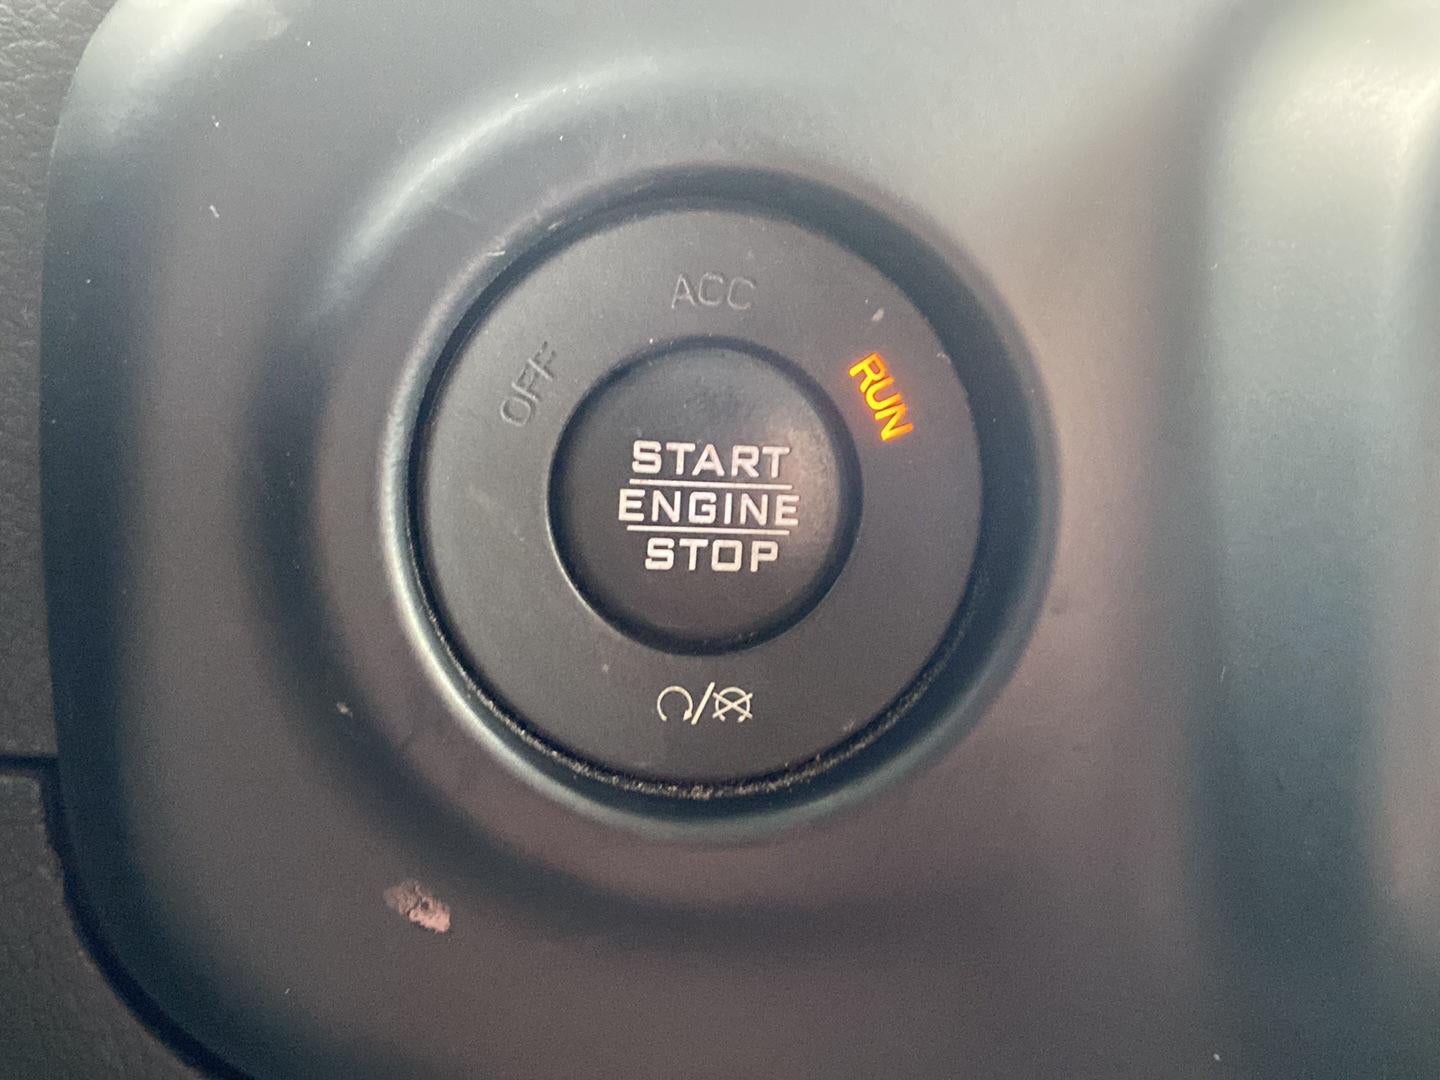 ACC
OFF
RUN
START
ENGINE
STOP